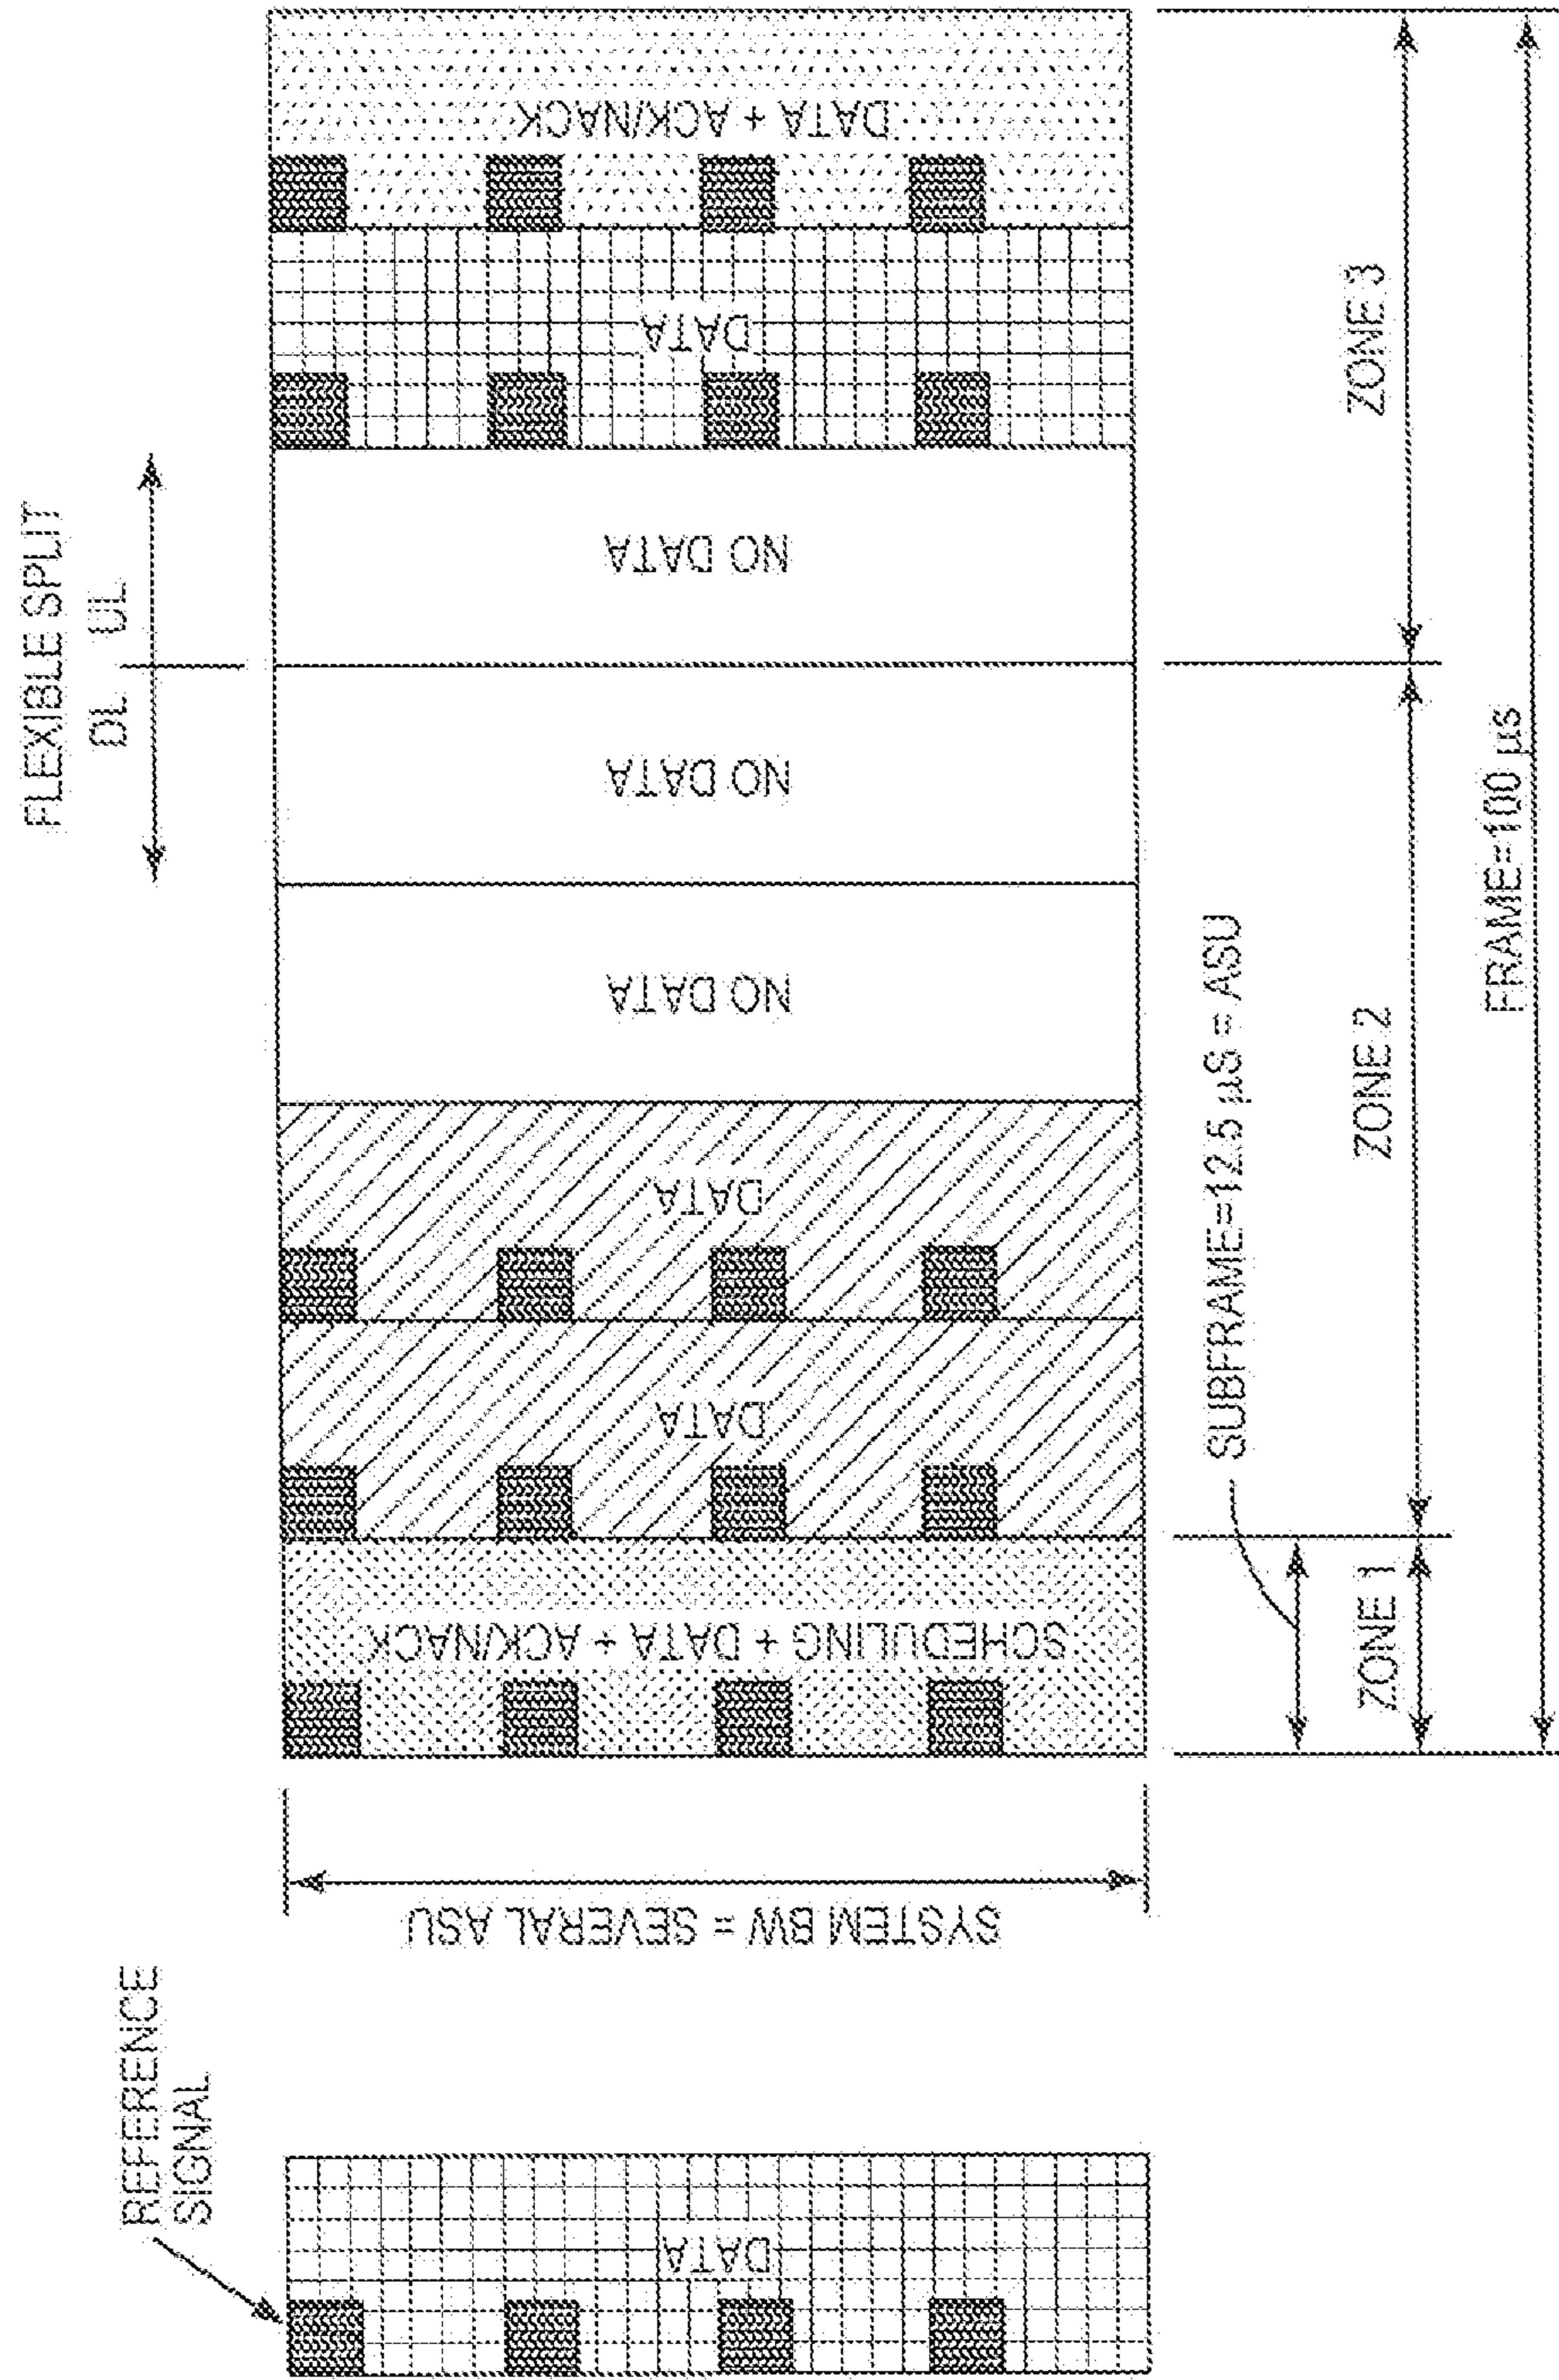 FLEXIBLE SPLIT
DL UL
REFERENCE
SIGNAL
DATA
SYSTEM BW = SEVERAL ASU
SCHEDULING + DATA + ACK/NACK
DATA
DATA
NO DATA
NO DATA
NO DATA
DATA
DATA + ACK/NACK
SUBFRAME=12.5 µS = ASU
ZONE 1
ZONE 2
ZONE 3
FRAME=100 µs